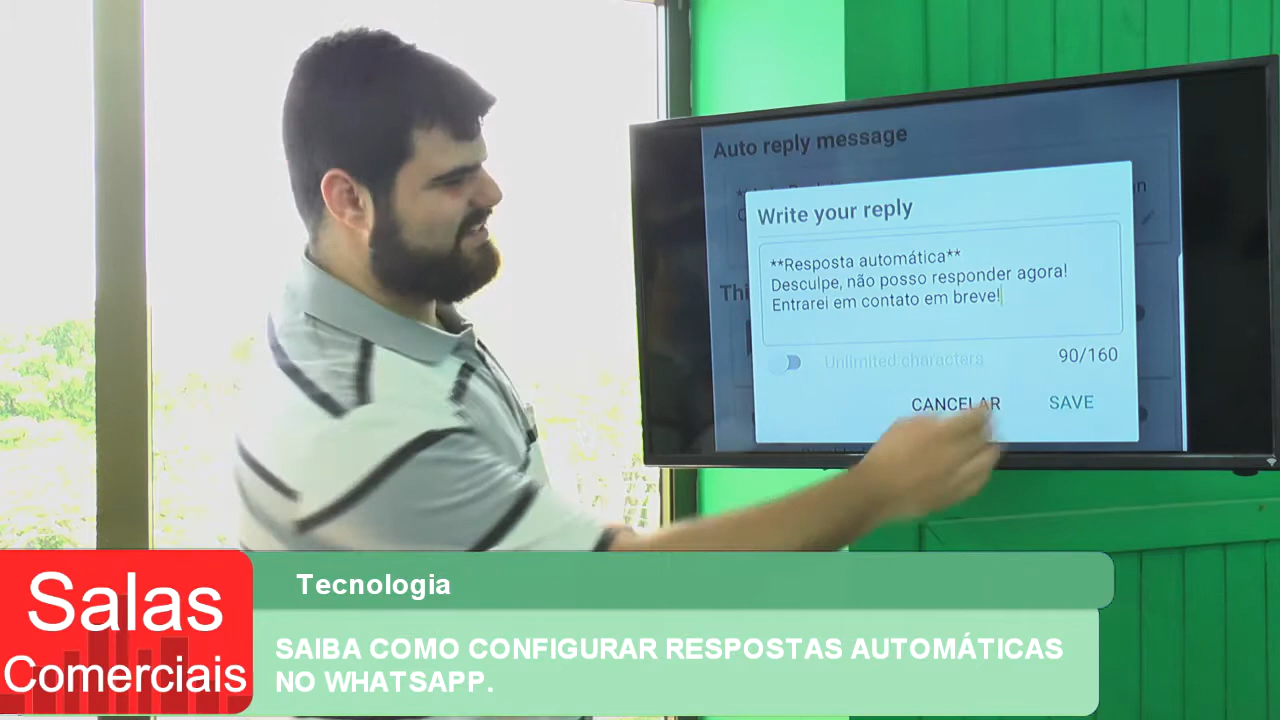 Auto reply message
Write your reply
**Resposta automática**
Desculpe, não posso responder agora!
Entrarei em contato em breve!
Unlimited characters
90/160
CANCELAR
SAVE
Salas
Comerciais
Tecnologia
SAIBA COMO CONFIGURAR RESPOSTAS AUTOMÁTICAS
NO WHATSAPP.